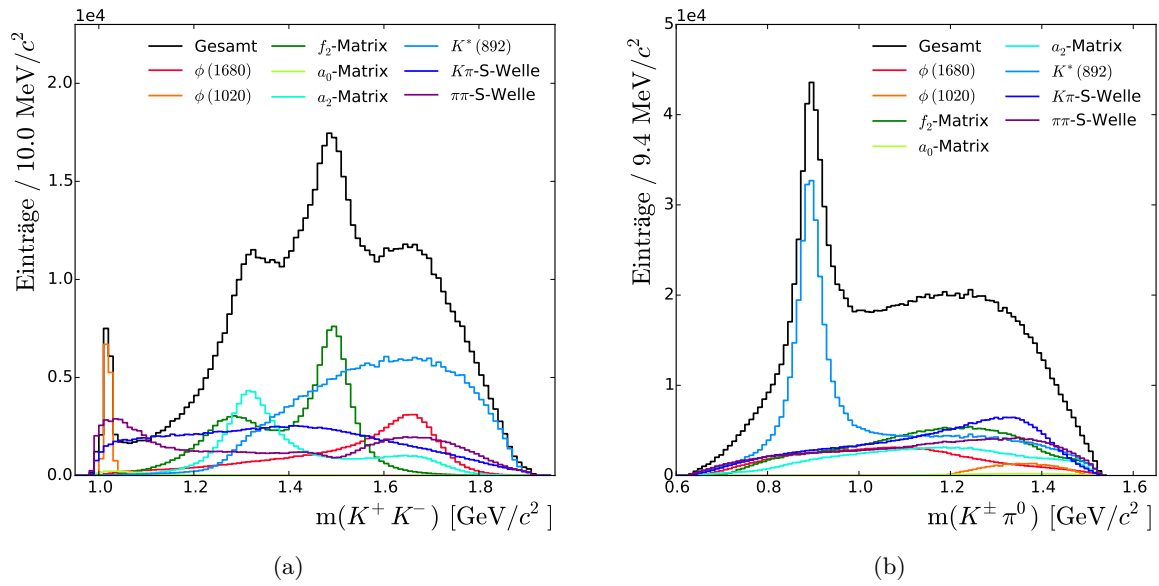 1e4
Einträge / 10.0 MeV/c²
2.0
1.5
1.0
0.5
0.0
1.0 1.2 1.4 1.6 1.8
m(K⁺ K⁻) [GeV/c² ]
Gesamt
ϕ (1680)
ϕ (1020)
f₂-Matrix
a₀-Matrix
a₂-Matrix
K* (892)
Kπ-S-Welle
ππ-S-Welle
(a)
1e4
Einträge / 9.4 MeV/c²
5
4
3
2
1
0
0.6 0.8 1.0 1.2 1.4 1.6
m(K± π⁰) [GeV/c² ]
Gesamt
ϕ (1680)
ϕ (1020)
f₂-Matrix
a₀-Matrix
a₂-Matrix
K* (892)
Kπ-S-Welle
ππ-S-Welle
(b)